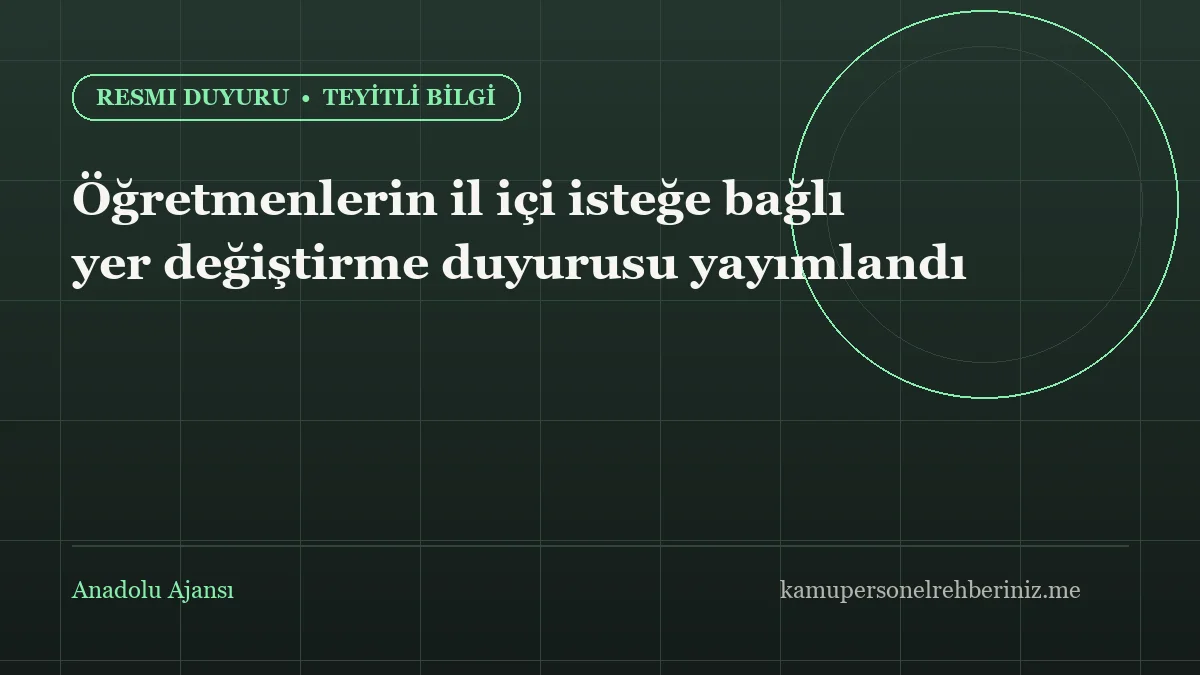 RESMI DUYURU • TEYİTLİ BİLGİ
Öğretmenlerin il içi isteğe bağlı
yer değiştirme duyurusu yayımlandı
Anadolu Ajansı
kamupersonelrehberiniz.me